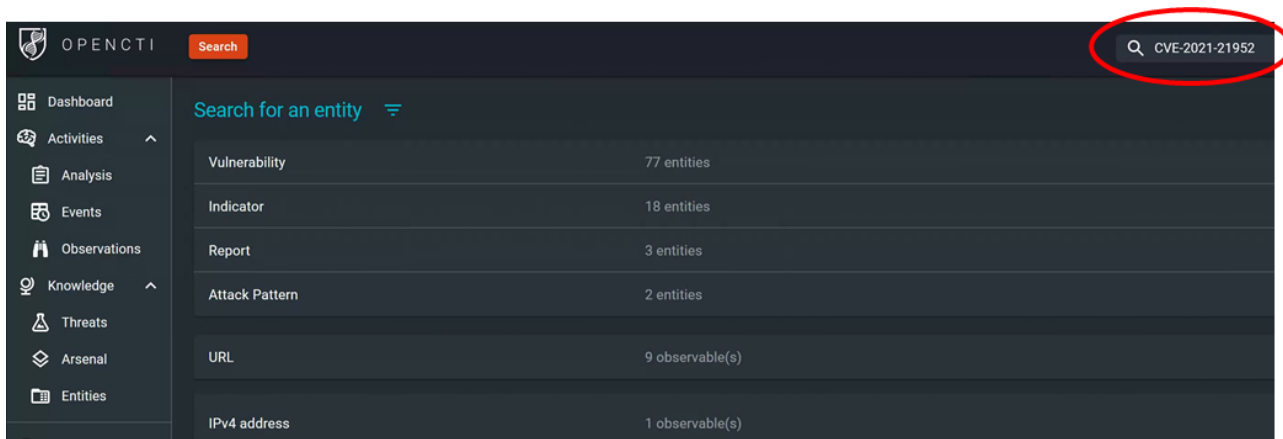 OPENCTI
Search
CVE-2021-21952
Dashboard
Activities
Analysis
Events
Observations
Knowledge
Threats
Arsenal
Entities
Search for an entity
Vulnerability 77 entities
Indicator 18 entities
Report 3 entities
Attack Pattern 2 entities
URL 9 observable(s)
IPv4 address 1 observable(s)